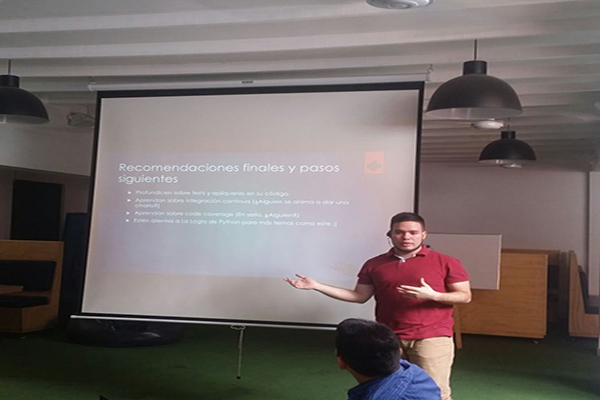 Recomendaciones finales y pasos
siguientes
Profundicen sobre tests y aplíquenlo en su código.
Aprendan sobre integración continua (¿Alguien se anima a dar una
charla?)
Aprendan sobre code coverage (En serio, ¿Alguien?)
Estén atentos a La Logia de Python para más temas como este ;)